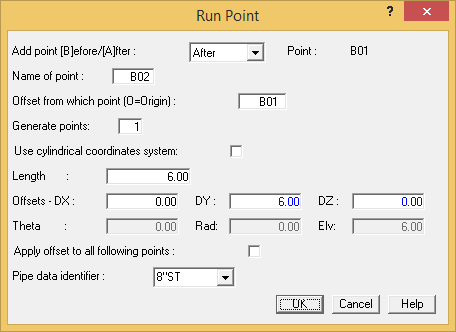 Run Point
? ×
Add point [B]efore/[A]fter : After Point : B01
Name of point : B02
Offset from which point (0=Origin) : B01
Generate points: 1
Use cylindrical coordinates system:
Length : 6.00
Offsets - DX : 0.00 DY : 6.00 DZ : 0.00
Theta : 0.00 Rad: 0.00 Elv: 6.00
Apply offset to all following points :
Pipe data identifier : 8"ST
OK Cancel Help